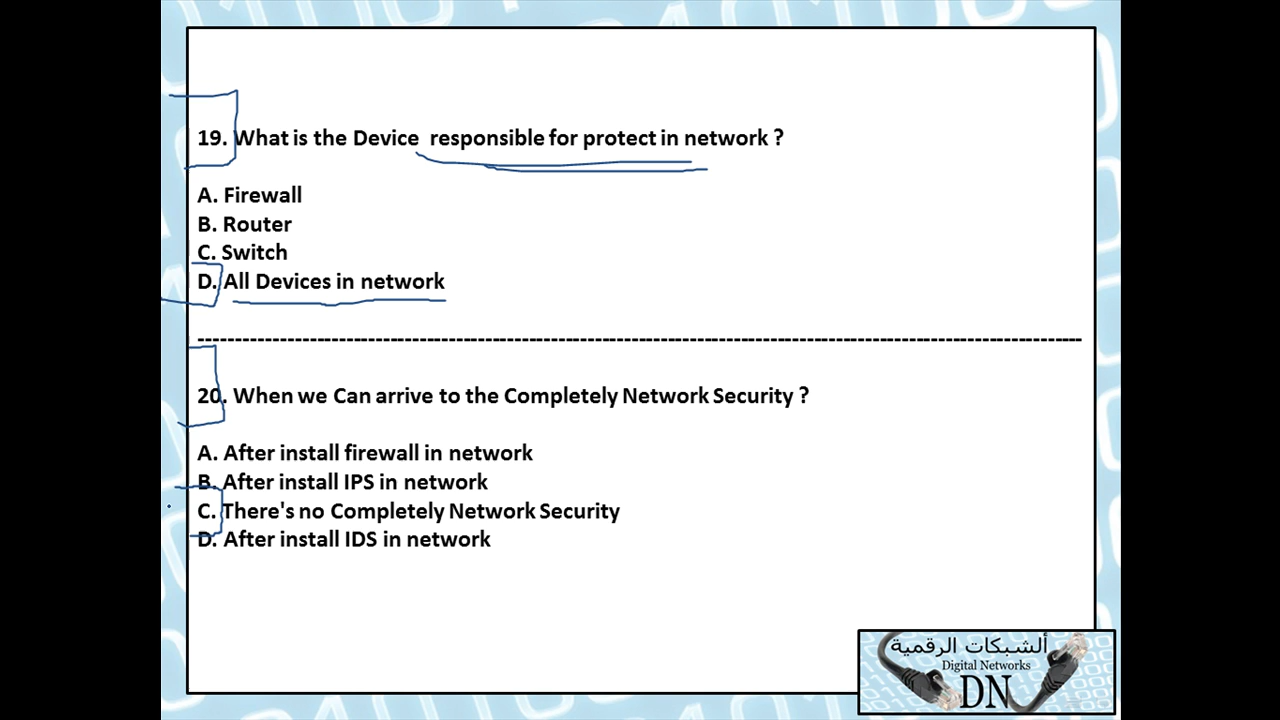 19. What is the Device responsible for protect in network ?
A. Firewall
B. Router
C. Switch
D. All Devices in network
--------------------------------------------------------------------------------
20. When we Can arrive to the Completely Network Security ?
A. After install firewall in network
B. After install IPS in network
C. There's no Completely Network Security
D. After install IDS in network
ألشبكات الرقمية
Digital Networks
DN